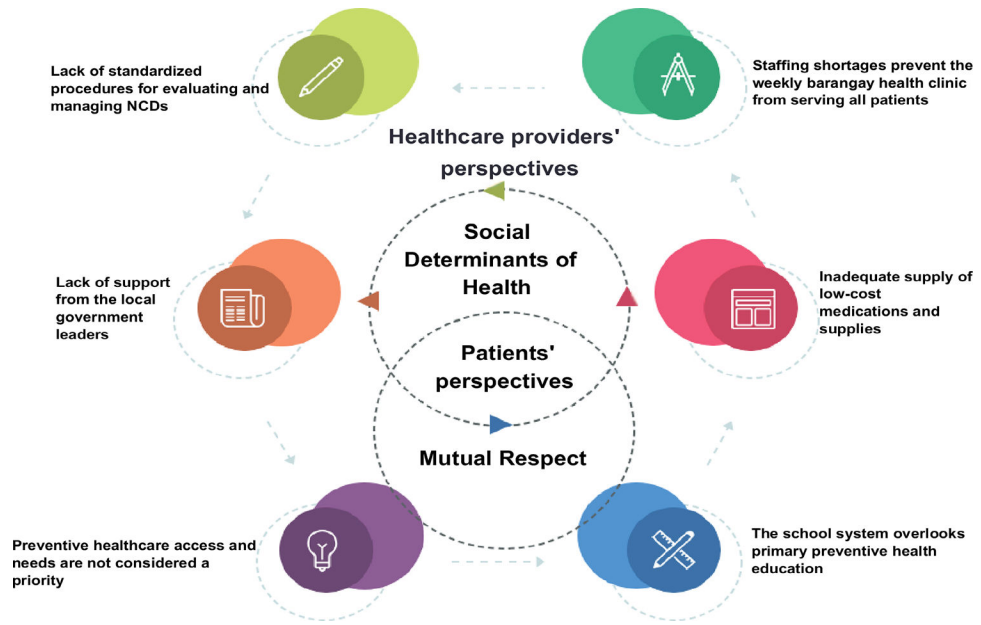 Lack of standardized
procedures for evaluating and
managing NCDs
Staffing shortages prevent the
weekly barangay health clinic
from serving all patients
Healthcare providers'
perspectives
Social
Determinants of
Health
Lack of support
from the local
government
leaders
Inadequate supply of
low-cost
medications and
supplies
Patients'
perspectives
Mutual Respect
Preventive healthcare access and
needs are not considered a
priority
The school system overlooks
primary preventive health
education